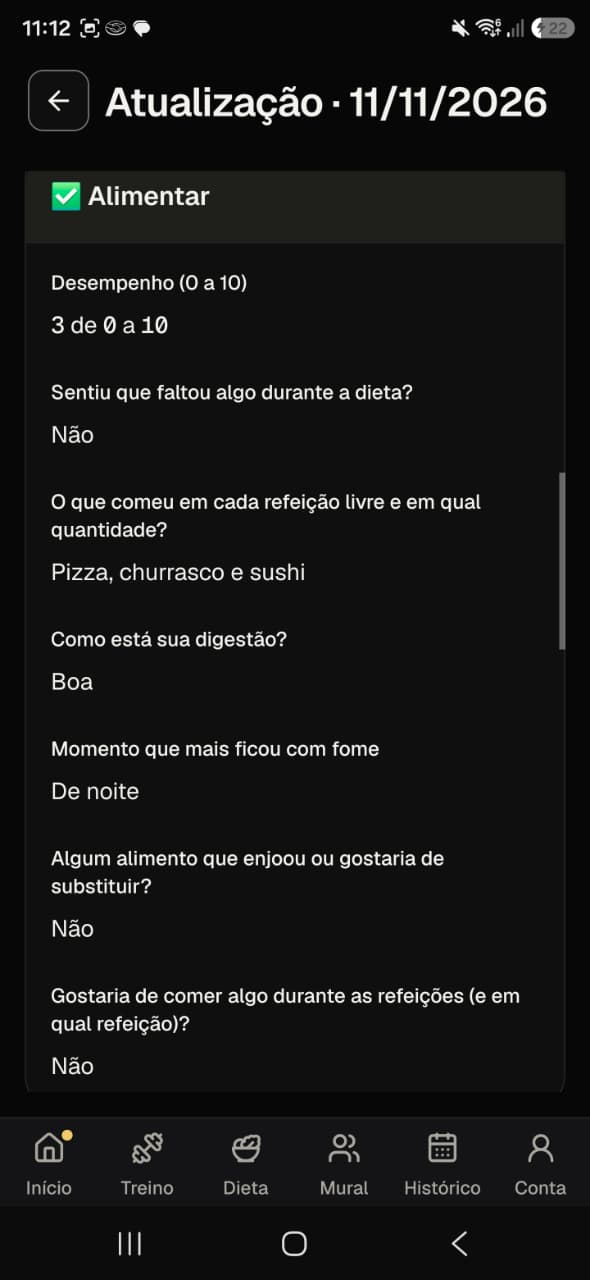 11:12
22
Atualização · 11/11/2026
Alimentar
Desempenho (0 a 10)
3 de 0 a 10
Sentiu que faltou algo durante a dieta?
Não
O que comeu em cada refeição livre e em qual
quantidade?
Pizza, churrasco e sushi
Como está sua digestão?
Boa
Momento que mais ficou com fome
De noite
Algum alimento que enjoou ou gostaria de
substituir?
Não
Gostaria de comer algo durante as refeições (e em
qual refeição)?
Não
Início Treino Dieta Mural Histórico Conta